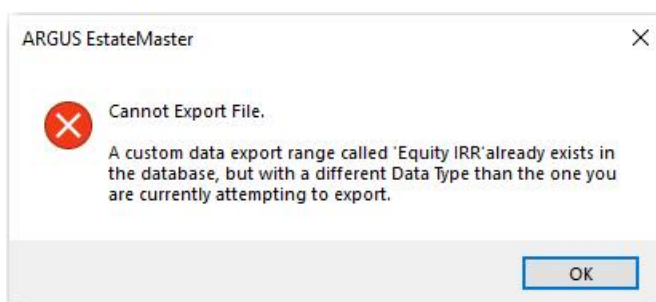 ARGUS EstateMaster
Cannot Export File.
A custom data export range called 'Equity IRR'already exists in
the database, but with a different Data Type than the one you
are currently attempting to export.
OK